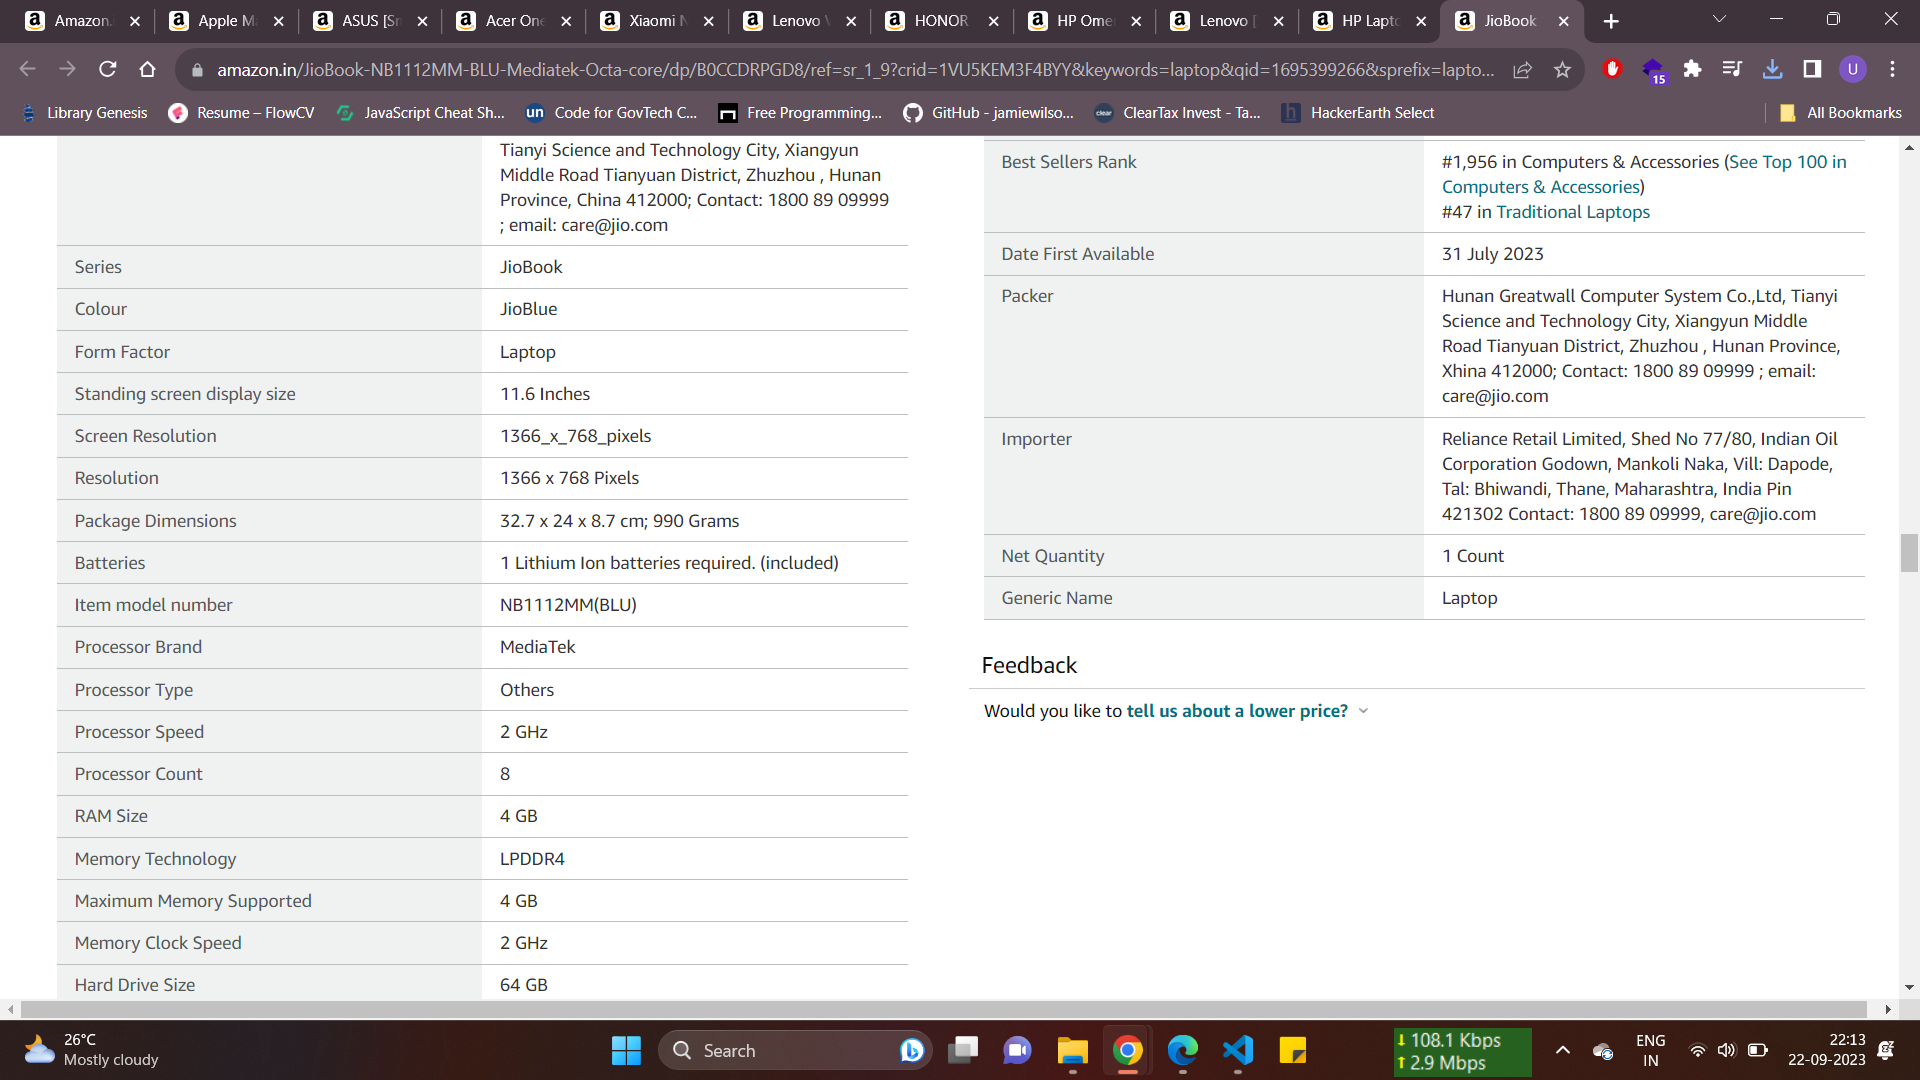 Amazon.
Apple M
ASUS [Sn
Acer One
Xiaomi N
Lenovo V
HONOR
HP Ome
Lenovo [
HP Lapto
JioBook
amazon.in/JioBook-NB1112MM-BLU-Mediatek-Octa-core/dp/B0CCDRPGD8/ref=sr_1_9?crid=1VU5KEM3F4BYY&keywords=laptop&qid=1695399266&sprefix=lapto...
15
U
Library Genesis
Resume – FlowCV
JavaScript Cheat Sh...
un Code for GovTech C...
Free Programming...
GitHub - jamiewilso...
clear ClearTax Invest - Ta...
h HackerEarth Select
All Bookmarks
Tianyi Science and Technology City, Xiangyun
Middle Road Tianyuan District, Zhuzhou , Hunan
Province, China 412000; Contact: 1800 89 09999
; email: care@jio.com
Series JioBook
Colour JioBlue
Form Factor Laptop
Standing screen display size 11.6 Inches
Screen Resolution 1366_x_768_pixels
Resolution 1366 x 768 Pixels
Package Dimensions 32.7 x 24 x 8.7 cm; 990 Grams
Batteries 1 Lithium Ion batteries required. (included)
Item model number NB1112MM(BLU)
Processor Brand MediaTek
Processor Type Others
Processor Speed 2 GHz
Processor Count 8
RAM Size 4 GB
Memory Technology LPDDR4
Maximum Memory Supported 4 GB
Memory Clock Speed 2 GHz
Hard Drive Size 64 GB
Best Sellers Rank #1,956 in Computers & Accessories (See Top 100 in
Computers & Accessories)
#47 in Traditional Laptops
Date First Available 31 July 2023
Packer Hunan Greatwall Computer System Co.,Ltd, Tianyi
Science and Technology City, Xiangyun Middle
Road Tianyuan District, Zhuzhou , Hunan Province,
Xhina 412000; Contact: 1800 89 09999 ; email:
care@jio.com
Importer Reliance Retail Limited, Shed No 77/80, Indian Oil
Corporation Godown, Mankoli Naka, Vill: Dapode,
Tal: Bhiwandi, Thane, Maharashtra, India Pin
421302 Contact: 1800 89 09999, care@jio.com
Net Quantity 1 Count
Generic Name Laptop
Feedback
Would you like to tell us about a lower price?
26°C
Mostly cloudy
Search
108.1 Kbps
2.9 Mbps
ENG
IN
22:13
22-09-2023